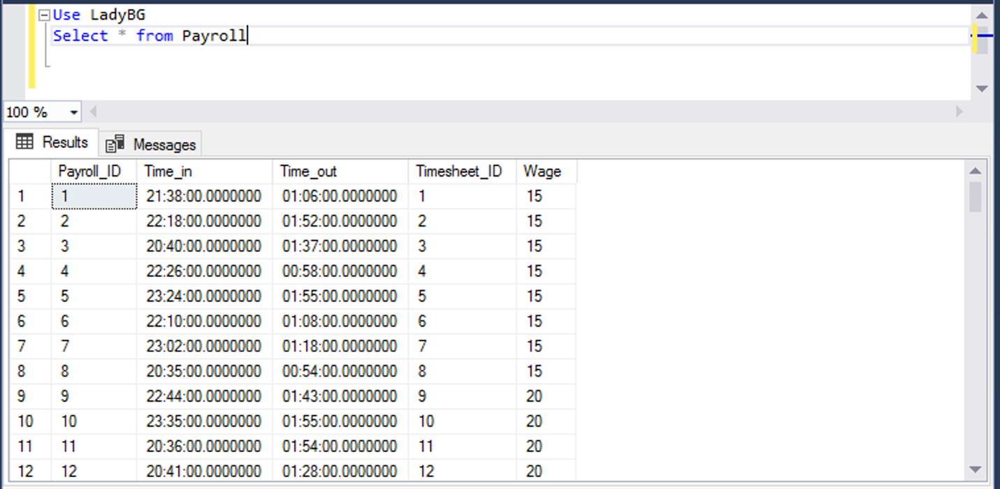 Use LadyBG
Select * from Payroll
100 %
Results Messages
Payroll_ID Time_in Time_out Timesheet_ID Wage
1 1 21:38:00.0000000 01:06:00.0000000 1 15
2 2 22:18:00.0000000 01:52:00.0000000 2 15
3 3 20:40:00.0000000 01:37:00.0000000 3 15
4 4 22:26:00.0000000 00:58:00.0000000 4 15
5 5 23:24:00.0000000 01:55:00.0000000 5 15
6 6 22:10:00.0000000 01:08:00.0000000 6 15
7 7 23:02:00.0000000 01:18:00.0000000 7 15
8 8 20:35:00.0000000 00:54:00.0000000 8 15
9 9 22:44:00.0000000 01:43:00.0000000 9 20
10 10 23:35:00.0000000 01:55:00.0000000 10 20
11 11 20:36:00.0000000 01:54:00.0000000 11 20
12 12 20:41:00.0000000 01:28:00.0000000 12 20